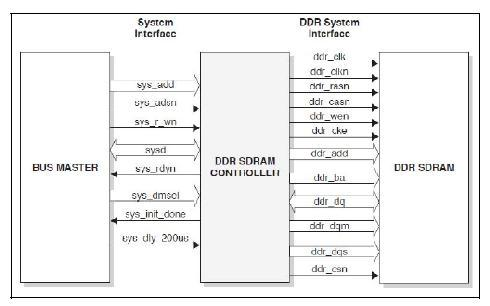 System
Interface
DDR System
Interface
BUS MASTER
sys_add
sys_adsn
sys_r_wn
sysd
sys_rdyn
sys_dmsel
sys_init_done
sys_dly_200us
DDR SDRAM
CONTROLLER
ddr_clk
ddr_clkn
ddr_rasn
ddr_casn
ddr_wen
ddr_cke
ddr_add
ddr_ba
ddr_dq
ddr_dqm
ddr_dqs
ddr_csn
DDR SDRAM